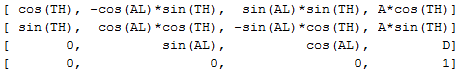 [ cos(TH), -cos(AL)*sin(TH),  sin(AL)*sin(TH), A*cos(TH)]
[ sin(TH),  cos(AL)*cos(TH), -sin(AL)*cos(TH), A*sin(TH)]
[       0,          sin(AL),          cos(AL),         D]
[       0,                0,                0,         1]